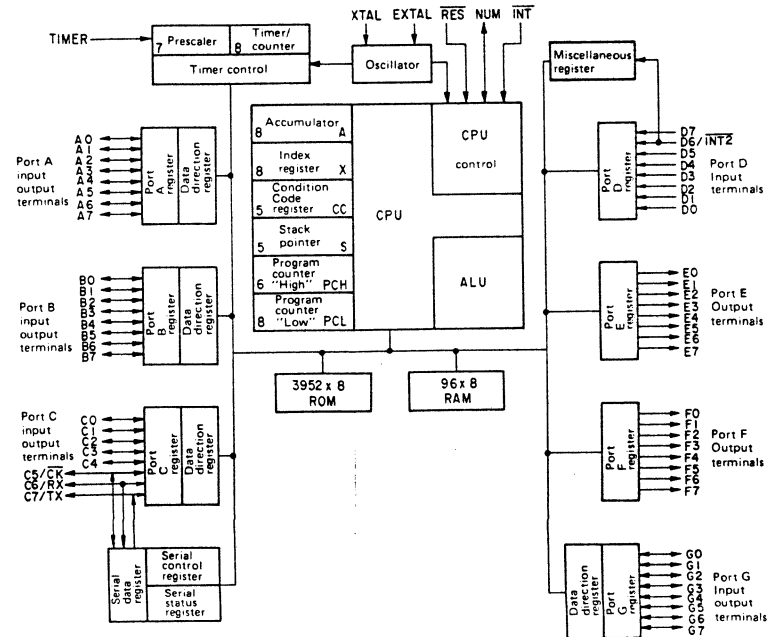 XTAL EXTAL RES NUM INT
TIMER
7 Prescaler
8 Timer/
counter
Timer control
Oscillator
Miscellaneous
register
8 Accumulator A
8 Index
register X
5 Condition
Code
register CC
5 Stack
pointer S
6 Program
counter
"High" PCH
8 Program
counter
"Low" PCL
CPU
CPU
control
ALU
3952 x 8
ROM
96 x 8
RAM
Port A
input
output
terminals
A0
A1
A2
A3
A4
A5
A6
A7
Port
A
register
Data
direction
register
Port B
input
output
terminals
B0
B1
B2
B3
B4
B5
B6
B7
Port
B
register
Data
direction
register
Port C
input
output
terminals
C0
C1
C2
C3
C4
C5/CK
C6/RX
C7/TX
Port
C
register
Data
direction
register
Serial
data
register
Serial
control
register
Serial
status
register
Port
D
register
D7
D6/INT2
D5
D4
D3
D2
D1
D0
Port D
Input
terminals
Port
E
register
E0
E1
E2
E3
E4
E5
E6
E7
Port E
Output
terminals
Port
F
register
F0
F1
F2
F3
F4
F5
F6
F7
Port F
Output
terminals
Data
direction
register
Port
G
register
G0
G1
G2
G3
G4
G5
G6
G7
Port G
Input
output
terminals